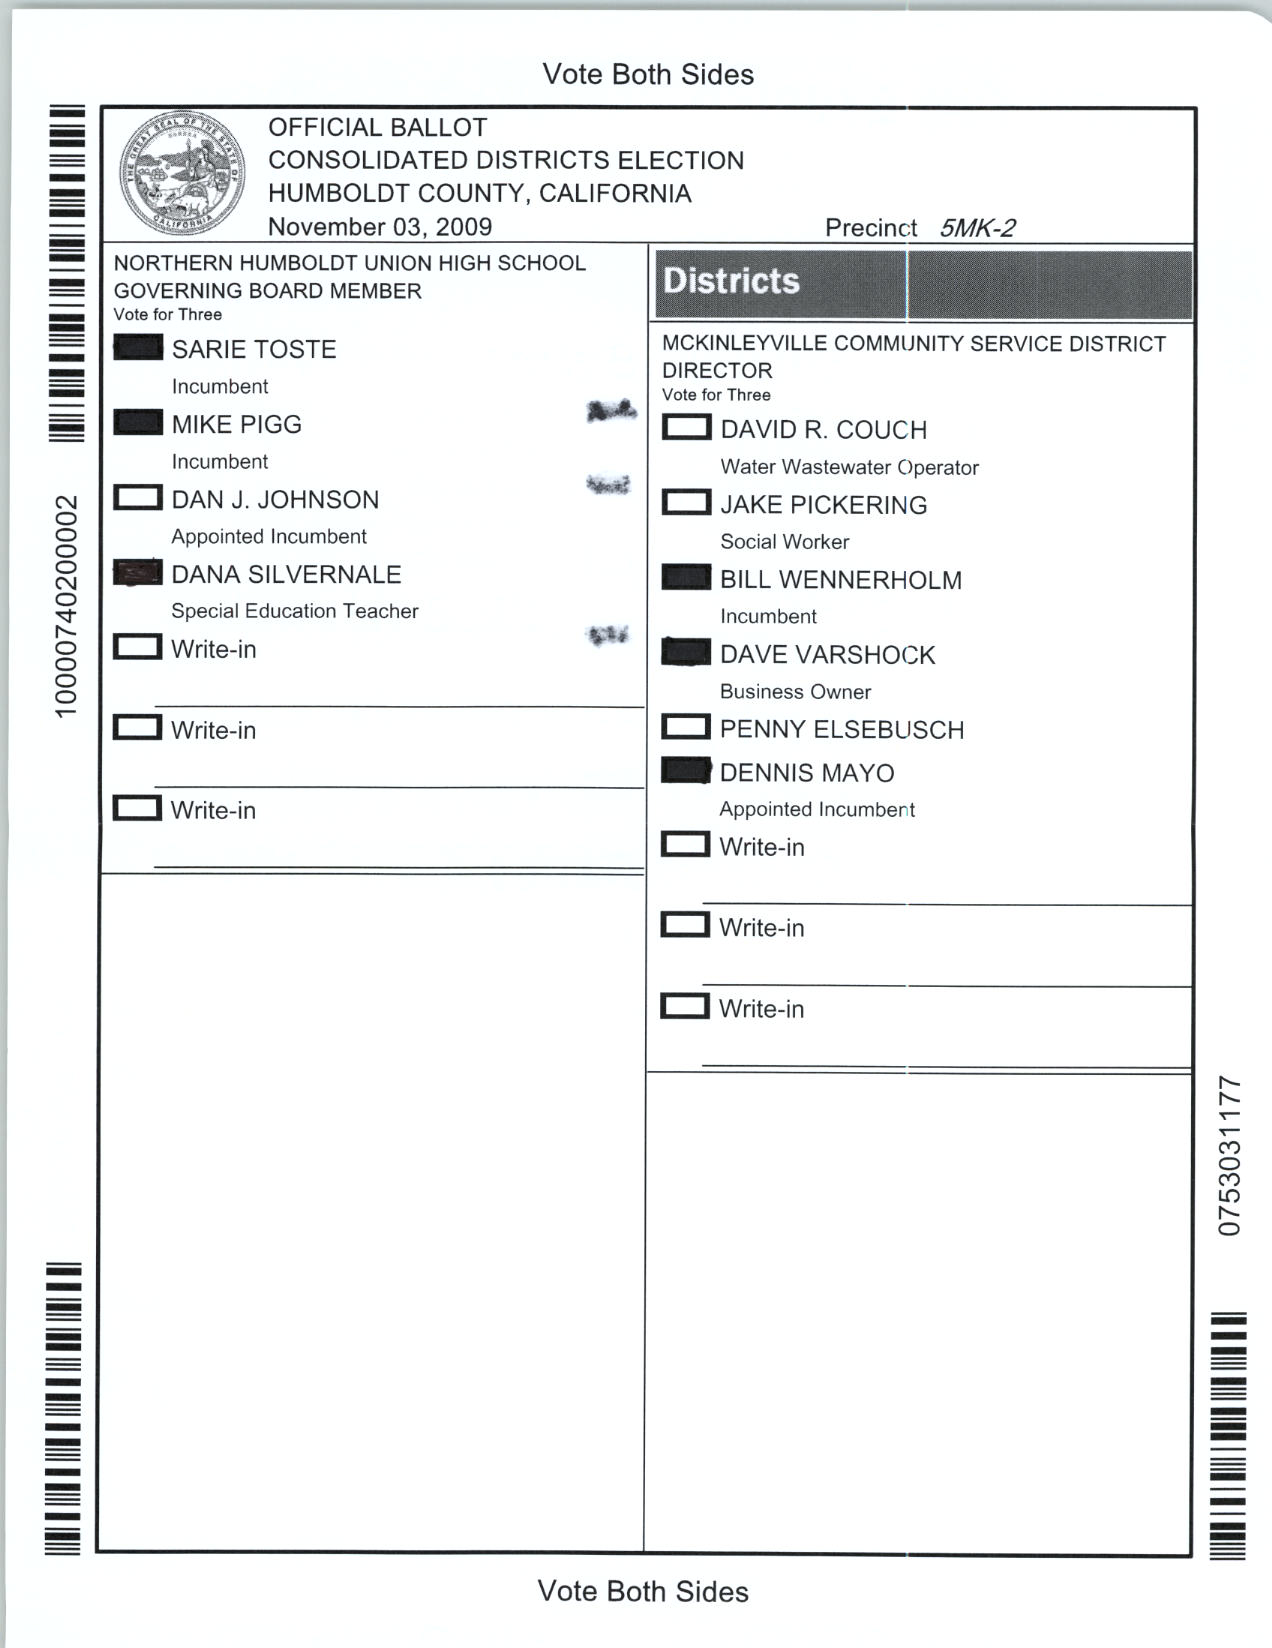 Vote Both Sides
THE GREAT SEAL OF THE STATE OF CALIFORNIA
EUREKA
OFFICIAL BALLOT
CONSOLIDATED DISTRICTS ELECTION
HUMBOLDT COUNTY, CALIFORNIA
November 03, 2009
Precinct 5MK-2
NORTHERN HUMBOLDT UNION HIGH SCHOOL
GOVERNING BOARD MEMBER
Vote for Three
SARIE TOSTE
Incumbent
MIKE PIGG
Incumbent
DAN J. JOHNSON
Appointed Incumbent
DANA SILVERNALE
Special Education Teacher
Write-in
Write-in
Write-in
Districts
MCKINLEYVILLE COMMUNITY SERVICE DISTRICT
DIRECTOR
Vote for Three
DAVID R. COUCH
Water Wastewater Operator
JAKE PICKERING
Social Worker
BILL WENNERHOLM
Incumbent
DAVE VARSHOCK
Business Owner
PENNY ELSEBUSCH
DENNIS MAYO
Appointed Incumbent
Write-in
Write-in
Write-in
10000740200002
0753031177
Vote Both Sides